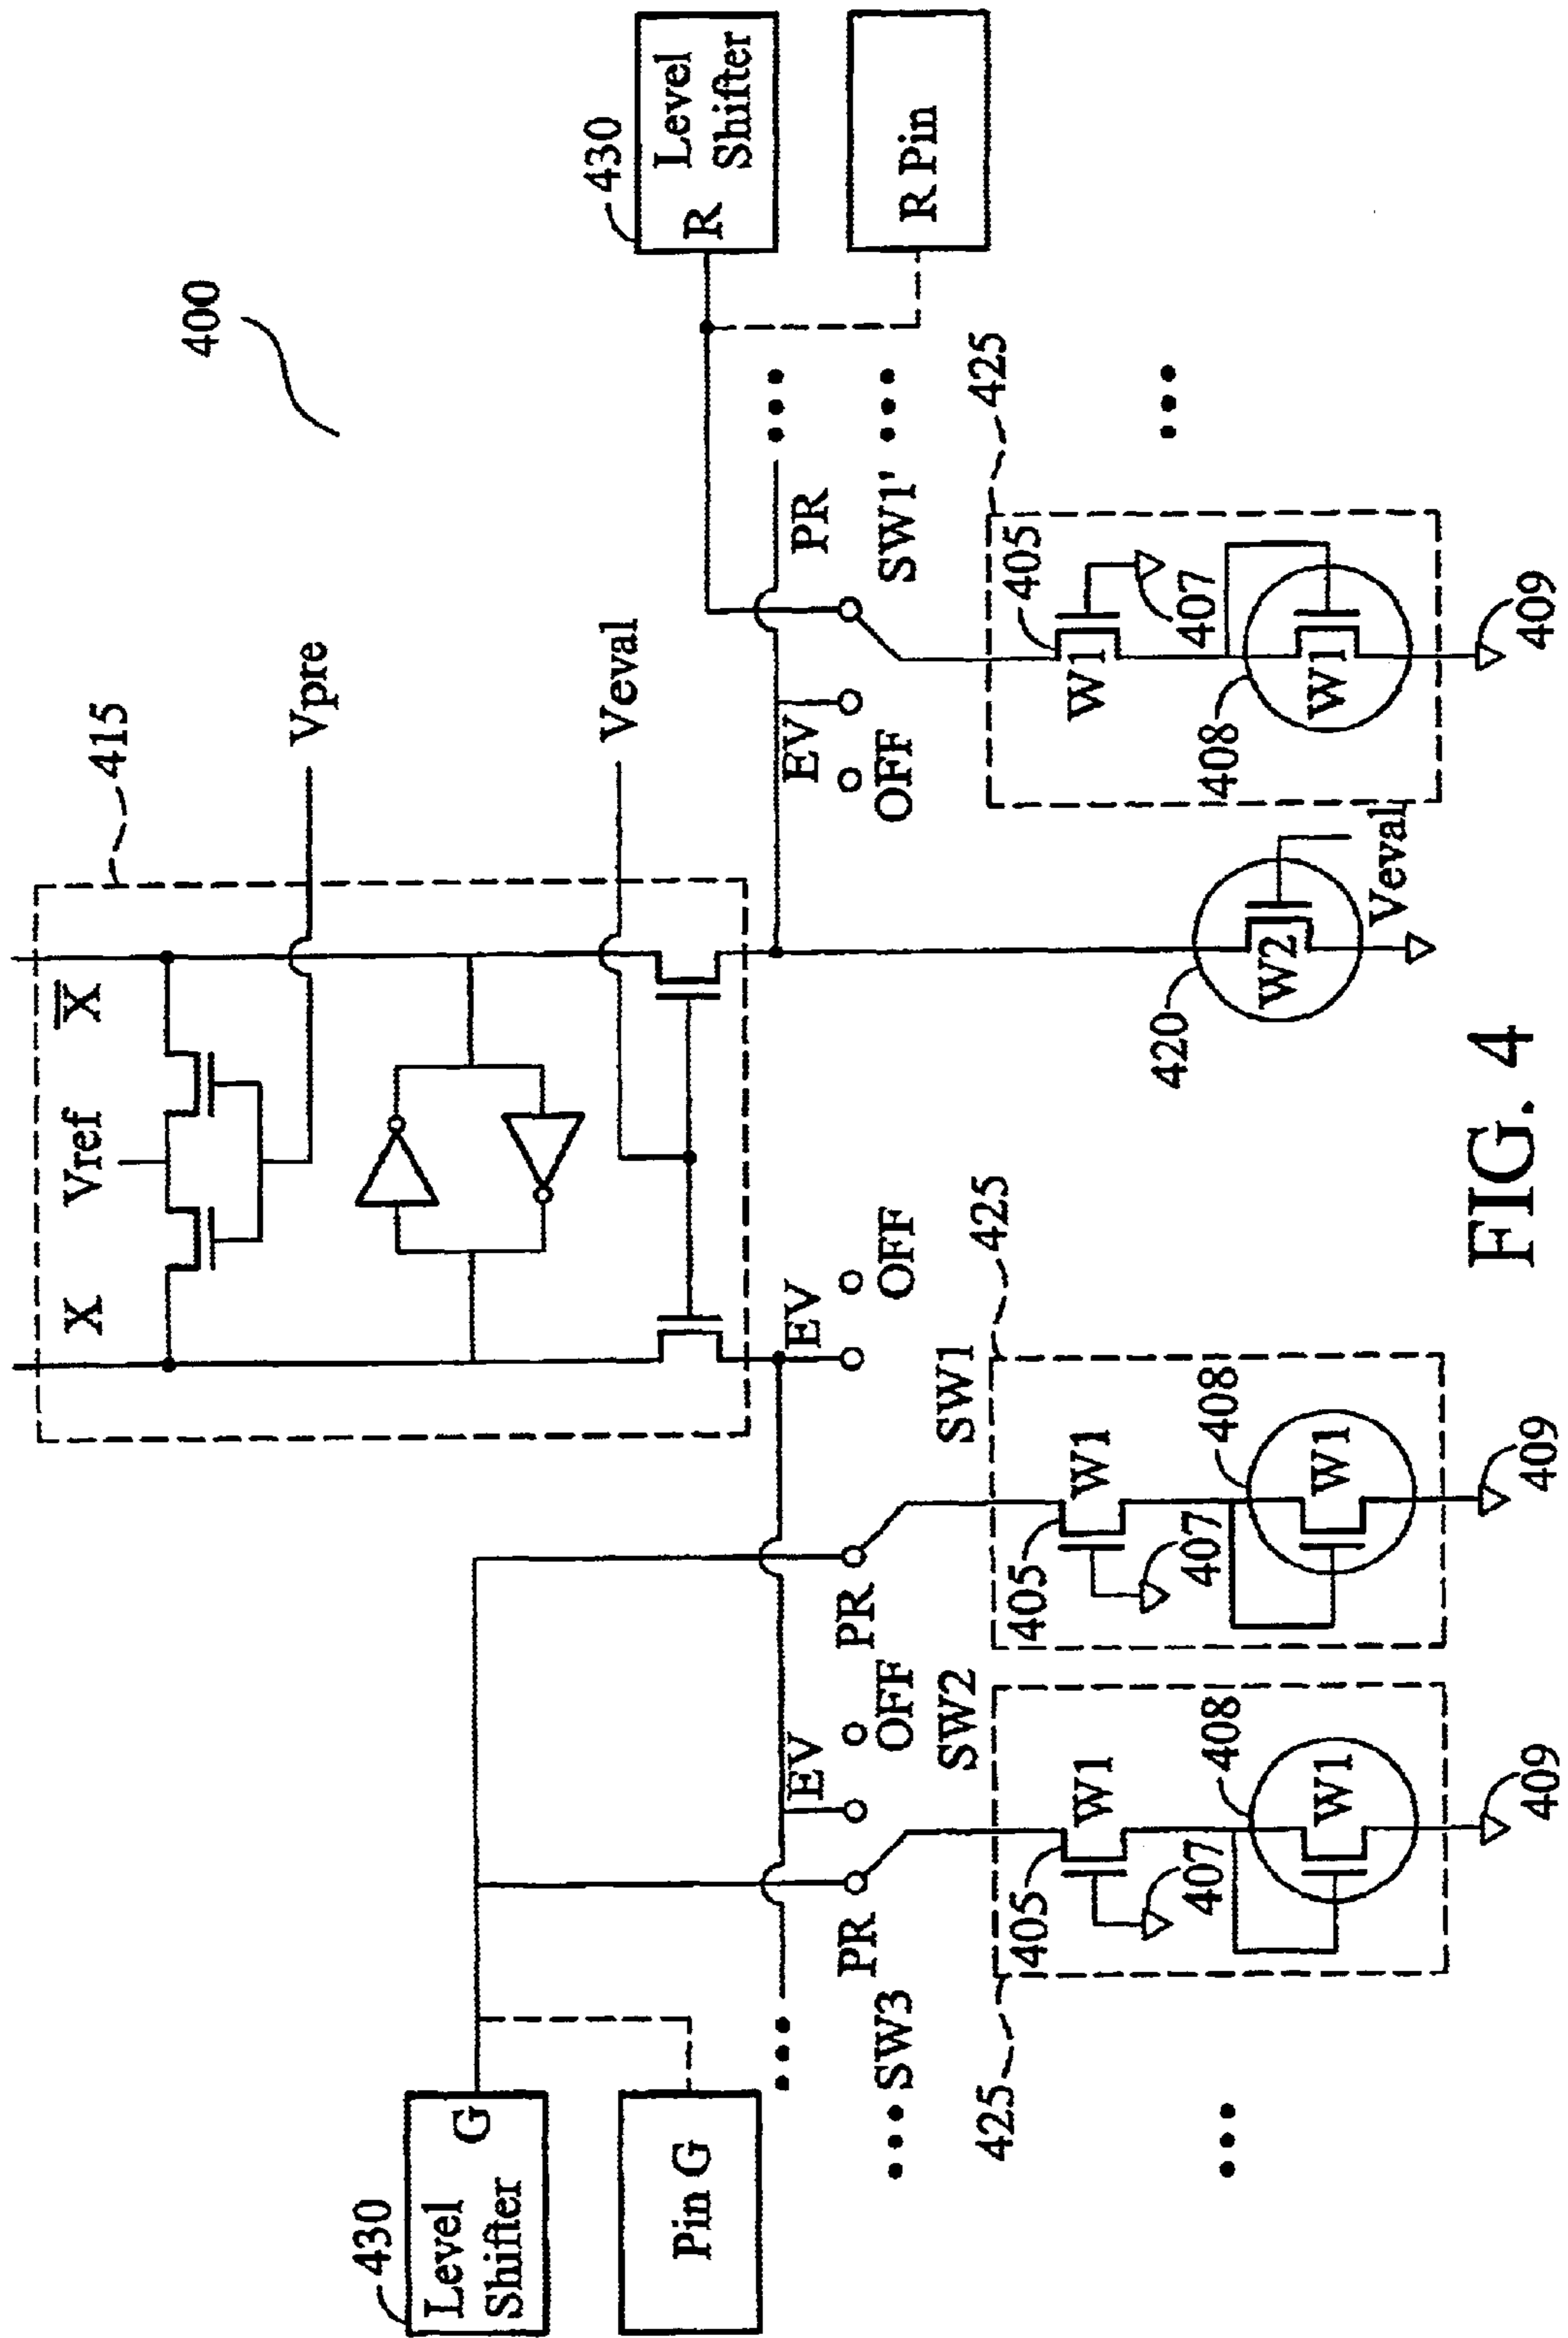 400
415
X
Vref
X̅
Vpre
Veval
430
Level
Shifter
G
Pin G
430
R
Level
Shifter
R Pin
EV
OFF
EV
OFF
PR
PR
EV
OFF
PR
SW3
SW2
SW1
SW1'
425
405
W1
407
408
W1
409
425
405
W1
407
408
W1
409
420
W2
Veval
425
405
W1
407
408
W1
409
FIG. 4